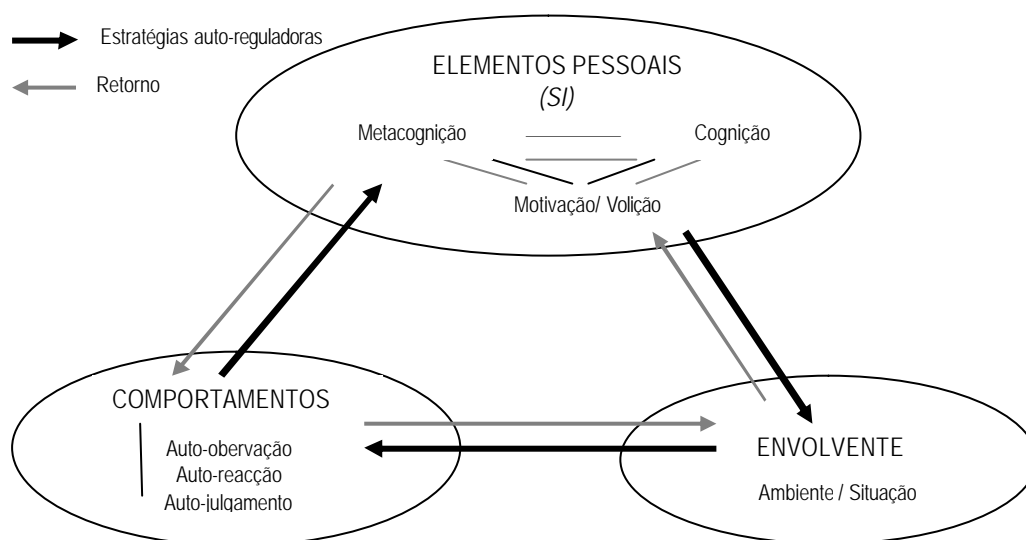 Estratégias auto-reguladoras
Retorno
ELEMENTOS PESSOAIS
(SI)
Metacognição
Cognição
Motivação/ Volição
COMPORTAMENTOS
Auto-obervação
Auto-reacção
Auto-julgamento
ENVOLVENTE
Ambiente / Situação